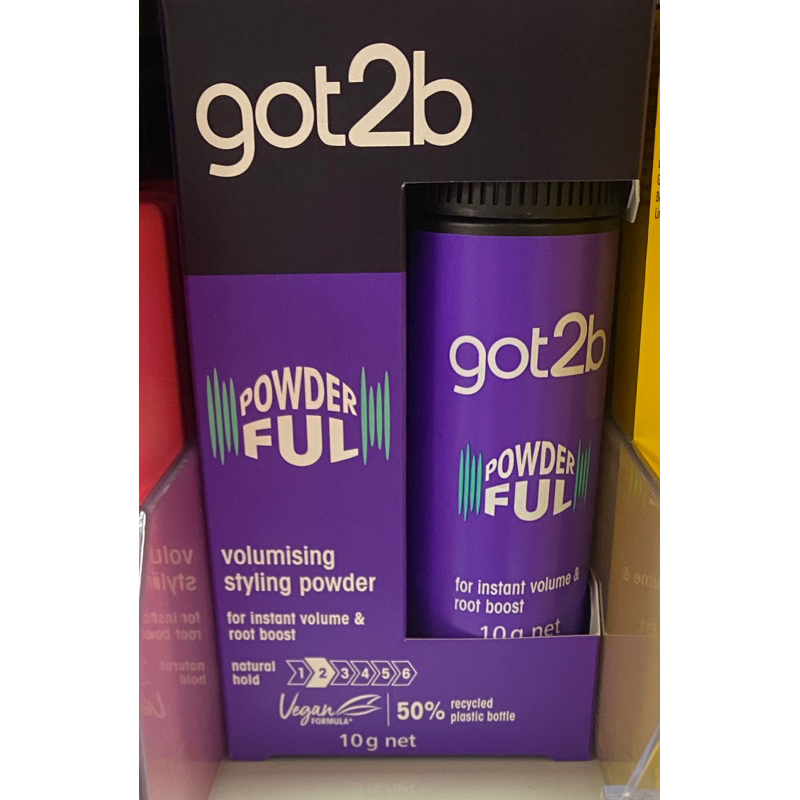 got2b
POWDER
FUL
volumising
styling powder
for instant volume &
root boost
natural
hold
1 2 3 4 5 6
Vegan
FORMULA*
50% recycled
plastic bottle
10g net
got2b
POWDER
FUL
for instant volume &
root boost
10g net